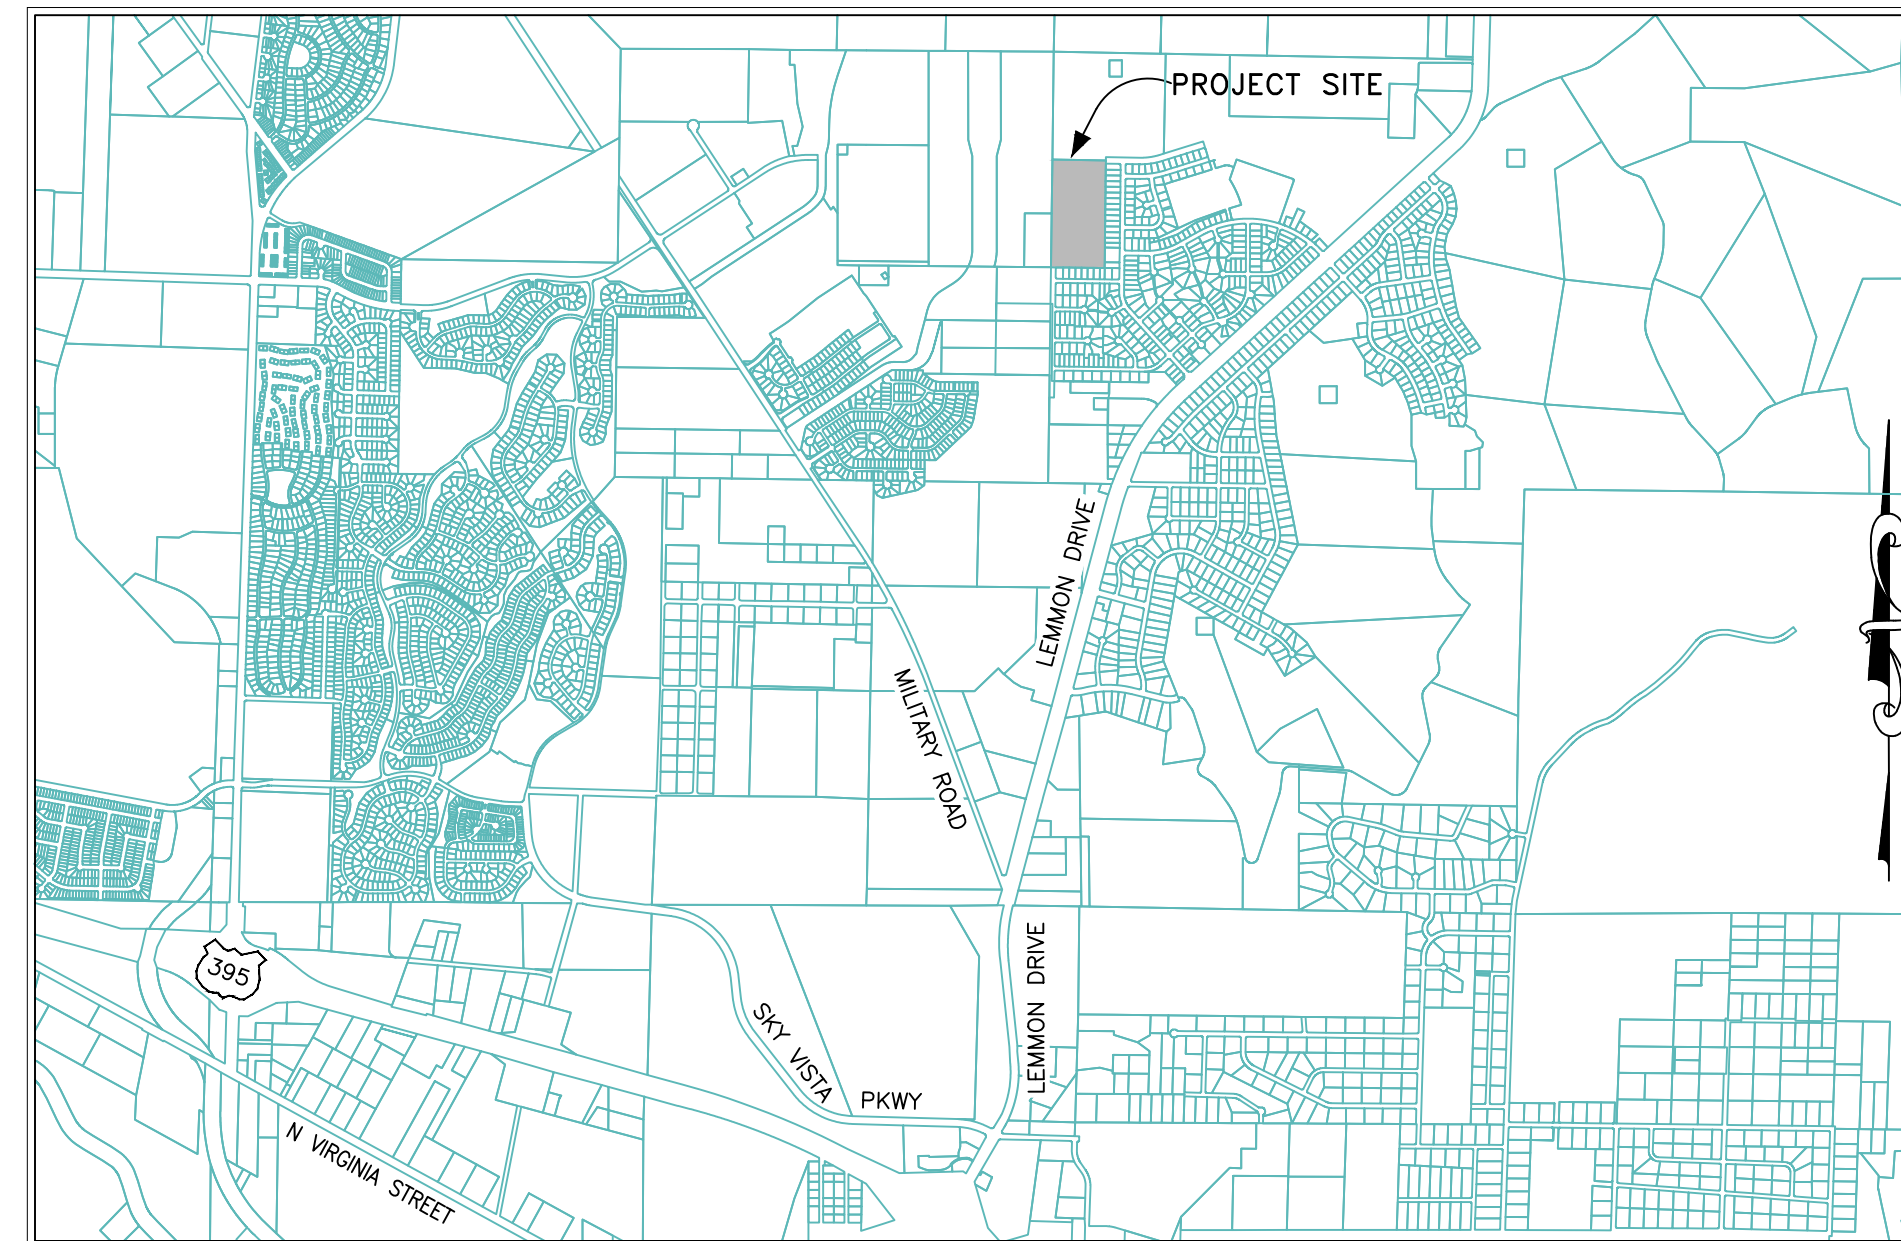 PROJECT SITE
LEMMON DRIVE
MILITARY ROAD
LEMMON DRIVE
395
SKY VISTA PKWY
N VIRGINIA STREET